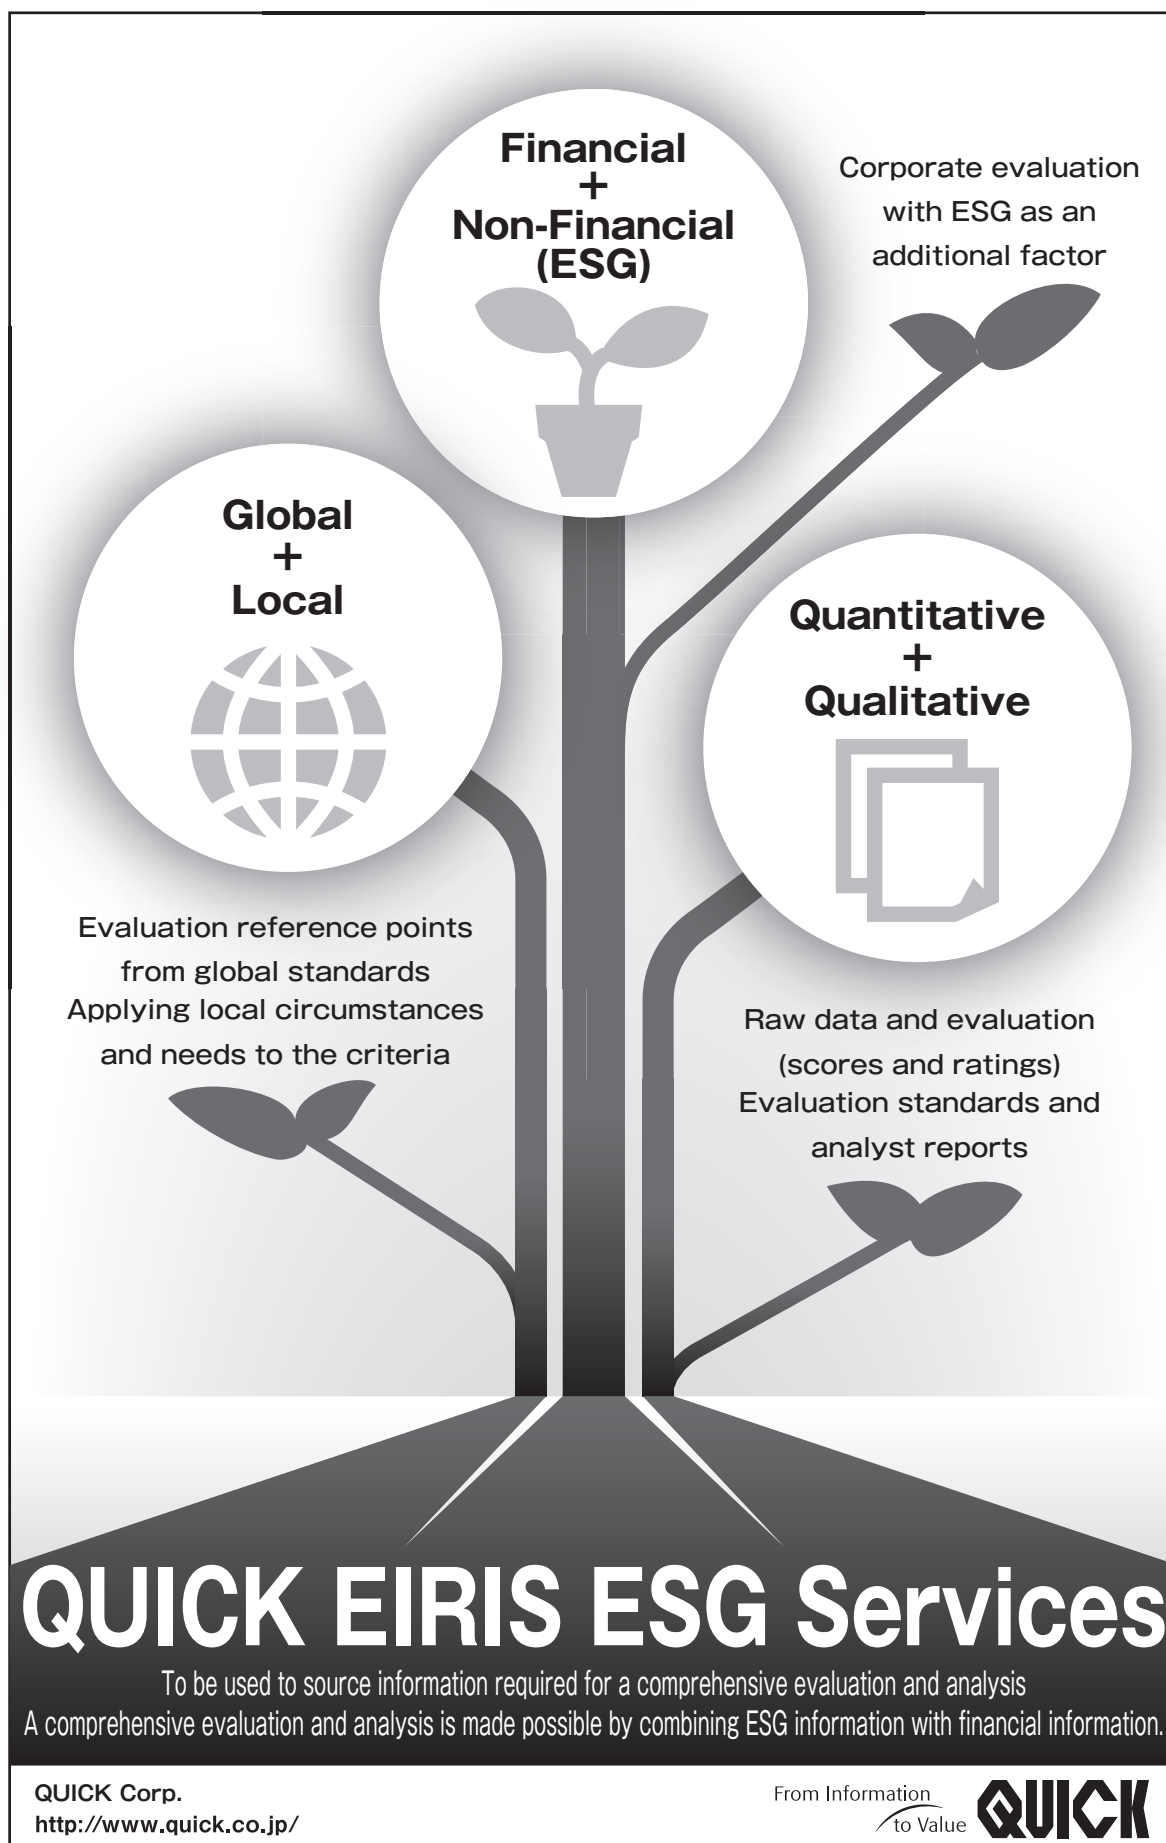 Financial
+
Non-Financial
(ESG)
Corporate evaluation
with ESG as an
additional factor
Global
+
Local
Quantitative
+
Qualitative
Evaluation reference points
from global standards
Applying local circumstances
and needs to the criteria
Raw data and evaluation
(scores and ratings)
Evaluation standards and
analyst reports
QUICK EIRIS ESG Services
To be used to source information required for a comprehensive evaluation and analysis
A comprehensive evaluation and analysis is made possible by combining ESG information with financial information.
QUICK Corp.
http://www.quick.co.jp/
From Information
to Value
QUICK